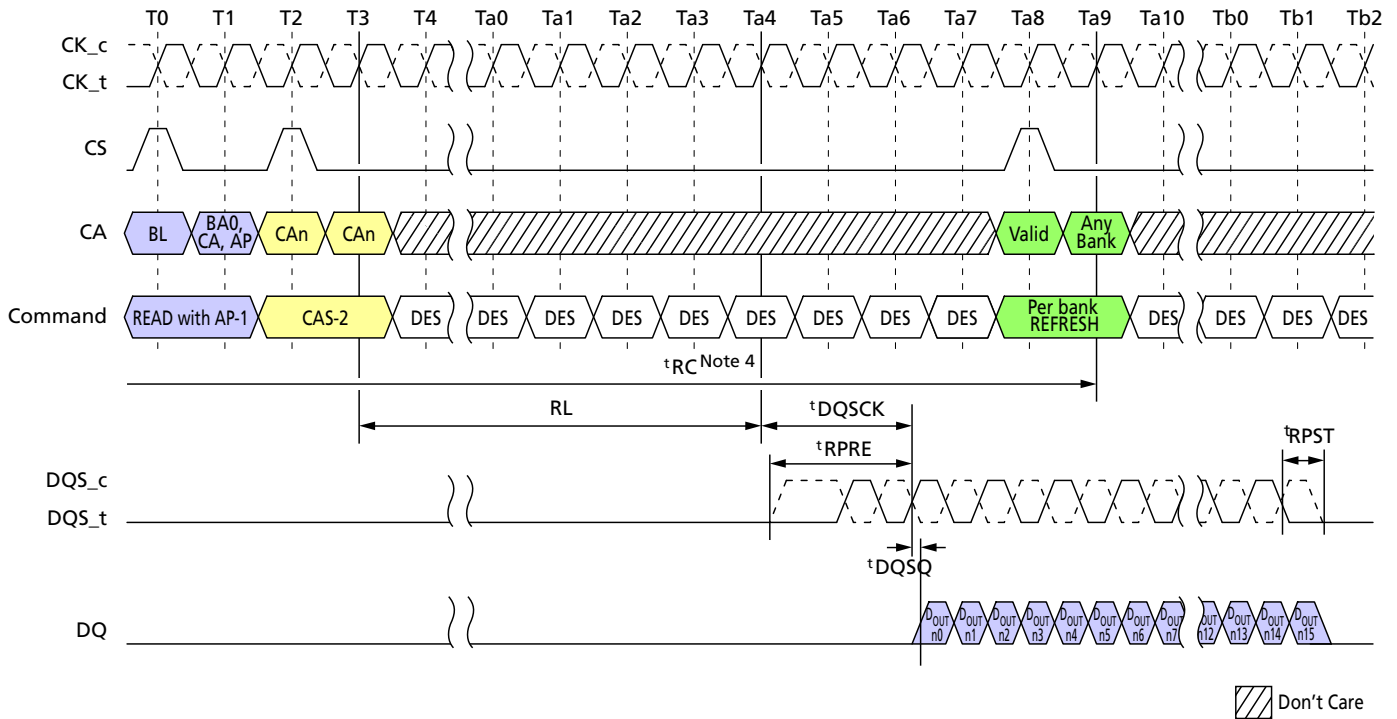 T0 T1 T2 T3 T4 Ta0 Ta1 Ta2 Ta3 Ta4 Ta5 Ta6 Ta7 Ta8 Ta9 Ta10 Tb0 Tb1 Tb2
CK_c
CK_t
CS
CA BL BA0, CA, AP CAn CAn Valid Any Bank
Command READ with AP-1 CAS-2 DES DES DES DES DES DES DES DES DES Per bank REFRESH DES DES DES DES
tRC Note 4
RL tDQSCK
tRPRE tRPST
DQS_c
DQS_t
tDQSQ
DQ DOUT n0 DOUT n1 DOUT n2 DOUT n3 DOUT n4 DOUT n5 DOUT n6 DOUT n7 DOUT n12 DOUT n13 DOUT n14 DOUT n15
Don't Care